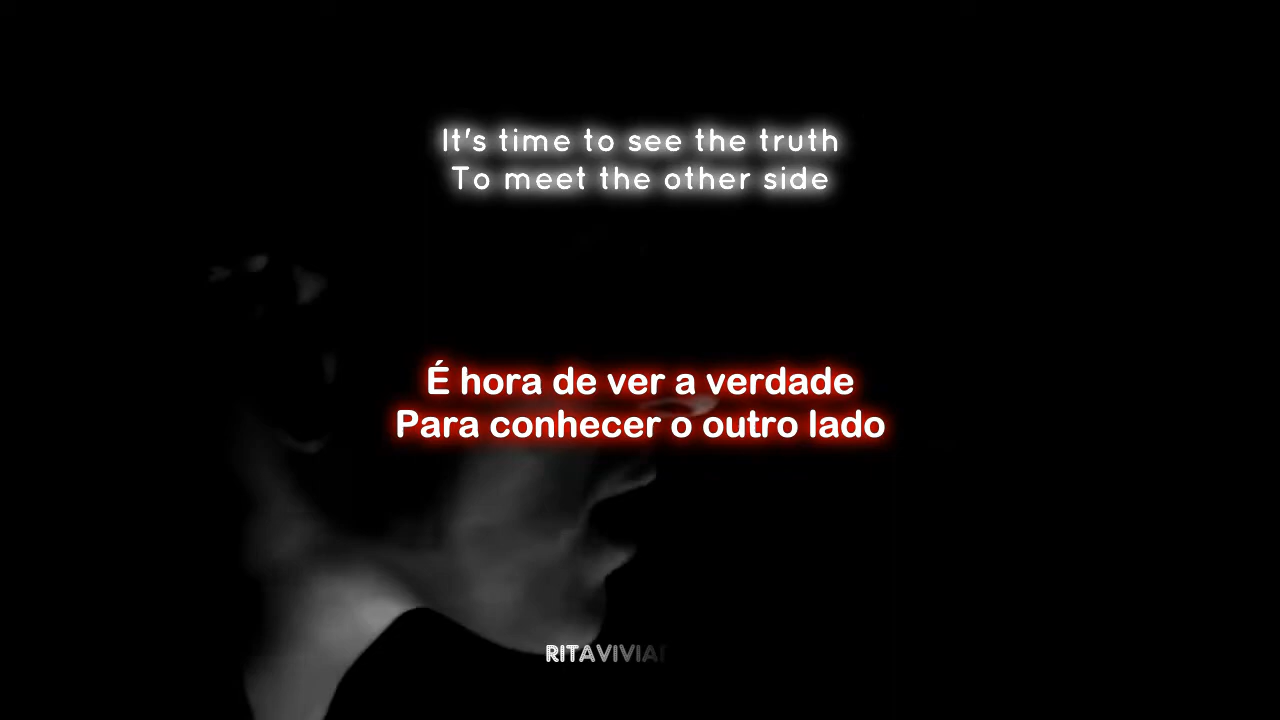 It's time to see the truth
To meet the other side
É hora de ver a verdade
Para conhecer o outro lado